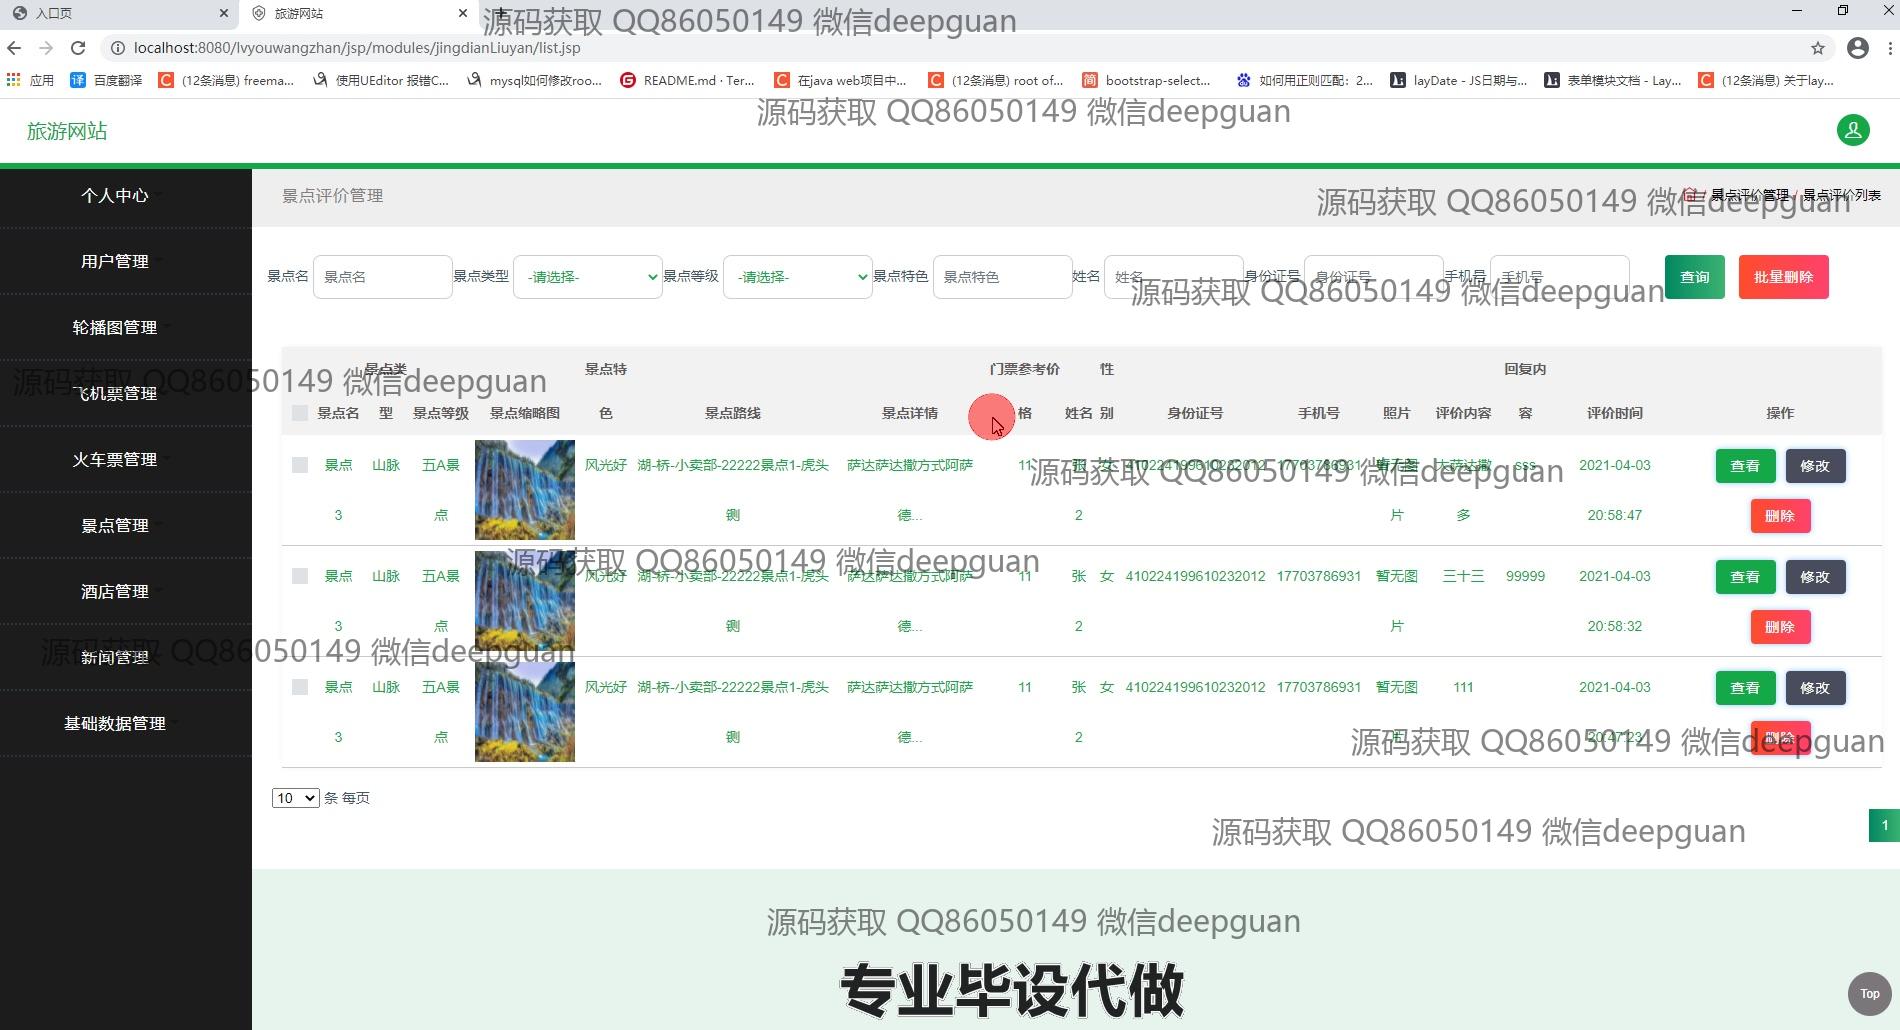 入口页
旅游网站
源码获取 QQ86050149 微信deepguan
localhost:8080/lvyouwangzhan/jsp/modules/jingdianLiuyan/list.jsp
应用
百度翻译
(12条消息) freema...
使用UEditor 报错C...
mysql如何修改roo...
README.md · Ter...
在java web项目中...
(12条消息) root of...
bootstrap-select...
如何用正则匹配：2...
layDate - JS日期与...
表单模块文档 - Lay...
(12条消息) 关于lay...
源码获取 QQ86050149 微信deepguan
旅游网站
个人中心
用户管理
轮播图管理
飞机票管理
火车票管理
景点管理
酒店管理
新闻管理
基础数据管理
景点评价管理
/ 景点评价管理 / 景点评价列表
源码获取 QQ86050149 微信deepguan
景点名 景点名 景点类型 -请选择- 景点等级 -请选择- 景点特色 景点特色 姓名 姓名 身份证号 身份证号 手机号 手机号 查询 批量删除
源码获取 QQ86050149 微信deepguan
景点类 景点特 门票参考价 性 回复内
源码获取 QQ86050149 微信deepguan
景点名 型 景点等级 景点缩略图 色 景点路线 景点详情 格 姓名 别 身份证号 手机号 照片 评价内容 容 评价时间 操作
景点 山脉 五A景 风光好 湖-桥-小卖部-22222景点1-虎头 萨达萨达撒方式阿萨 11 张 女 410224199610232012 17703786931 暂无图 大萨达撒 sss 2021-04-03 查看 修改
源码获取 QQ86050149 微信deepguan
3 点 铡 德... 2 片 多 20:58:47 删除
源码获取 QQ86050149 微信deepguan
景点 山脉 五A景 风光好 湖-桥-小卖部-22222景点1-虎头 萨达萨达撒方式阿萨 11 张 女 410224199610232012 17703786931 暂无图 三十三 99999 2021-04-03 查看 修改
3 点 铡 德... 2 片 20:58:32 删除
源码获取 QQ86050149 微信deepguan
景点 山脉 五A景 风光好 湖-桥-小卖部-22222景点1-虎头 萨达萨达撒方式阿萨 11 张 女 410224199610232012 17703786931 暂无图 111 2021-04-03 查看 修改
3 点 铡 德... 2 片 20:47:23 删除
源码获取 QQ86050149 微信deepguan
10 条 每页
1
源码获取 QQ86050149 微信deepguan
源码获取 QQ86050149 微信deepguan
专业毕设代做
Top